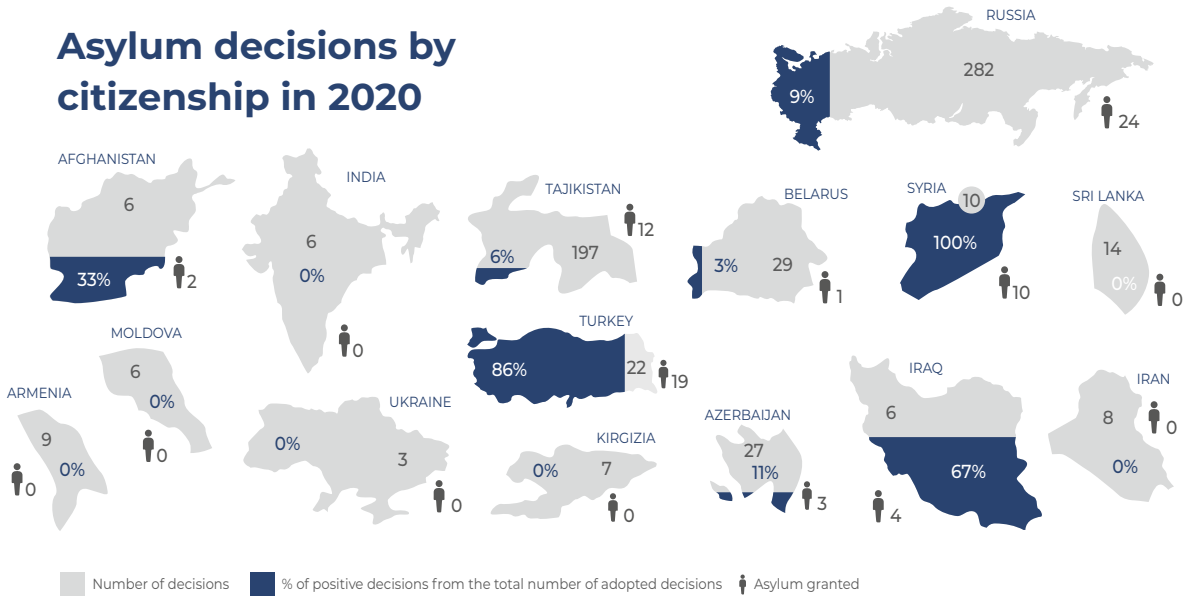 Asylum decisions by
citizenship in 2020
RUSSIA
282
9%
24
AFGHANISTAN
6
33%
2
INDIA
6
0%
0
TAJIKISTAN
12
6%
197
BELARUS
3%
29
1
SYRIA
10
100%
10
SRI LANKA
14
0%
0
MOLDOVA
6
0%
0
TURKEY
86%
22
19
ARMENIA
9
0%
0
UKRAINE
0%
3
0
KIRGIZIA
0%
7
0
AZERBAIJAN
27
11%
3
IRAQ
6
67%
4
IRAN
8
0
0%
Number of decisions
% of positive decisions from the total number of adopted decisions
Asylum granted